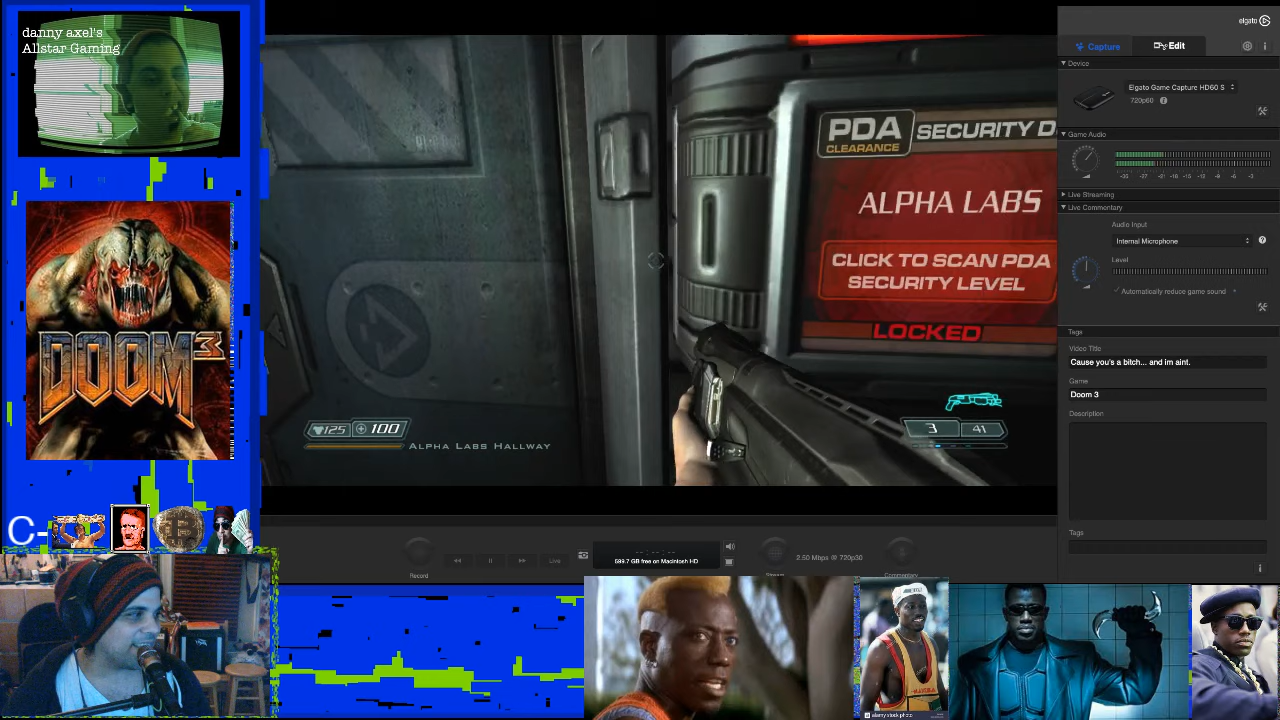 danny axel's
Allstar Gaming
DOOM
3
C-
PDA
CLEARANCE
SECURITY D
ALPHA LABS
CLICK TO SCAN PDA
SECURITY LEVEL
LOCKED
125
100
ALPHA LABS HALLWAY
3
41
elgato
Capture
Edit
Device
Elgato Game Capture HD60 S
720p60
Game Audio
Live Streaming
Live Commentary
Audio Input
Internal Microphone
Level
Automatically reduce game sound
Tags
Video Title
Cause you's a bitch... and im aint.
Game
Doom 3
Description
Tags
Record
Live
599.7 GB free on Macintosh HD
Stream
2.50 Mbps @ 720p30
Commentary
alamy stock photo